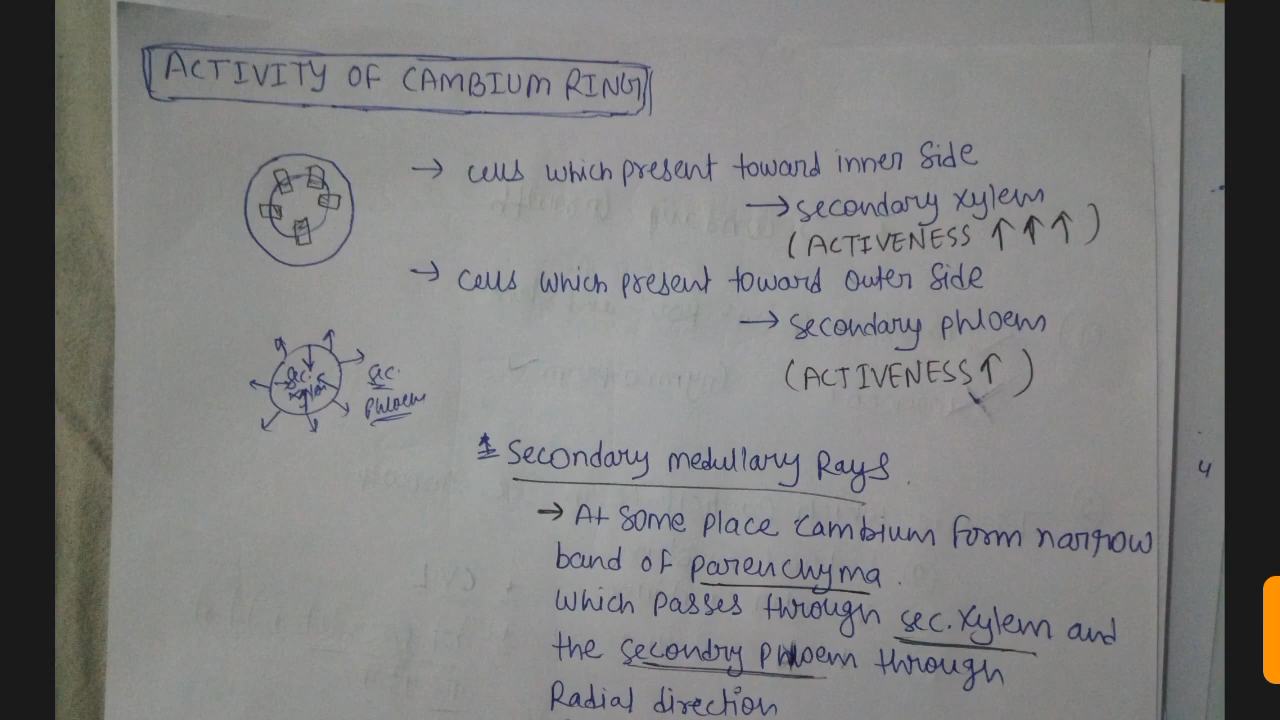 ACTIVITY OF CAMBIUM RING
→ cells which present toward inner side
→ secondary xylem
(ACTIVENESS ↑ ↑ ↑)
→ cells which present toward outer side
→ secondary phloem
(ACTIVENESS ↑)
sec. xylem
sec. phloem
Secondary medullary Rays
→ At some place cambium form narrow
band of parenchyma.
which passes through sec. xylem and
the secondry phloem through
Radial direction
4